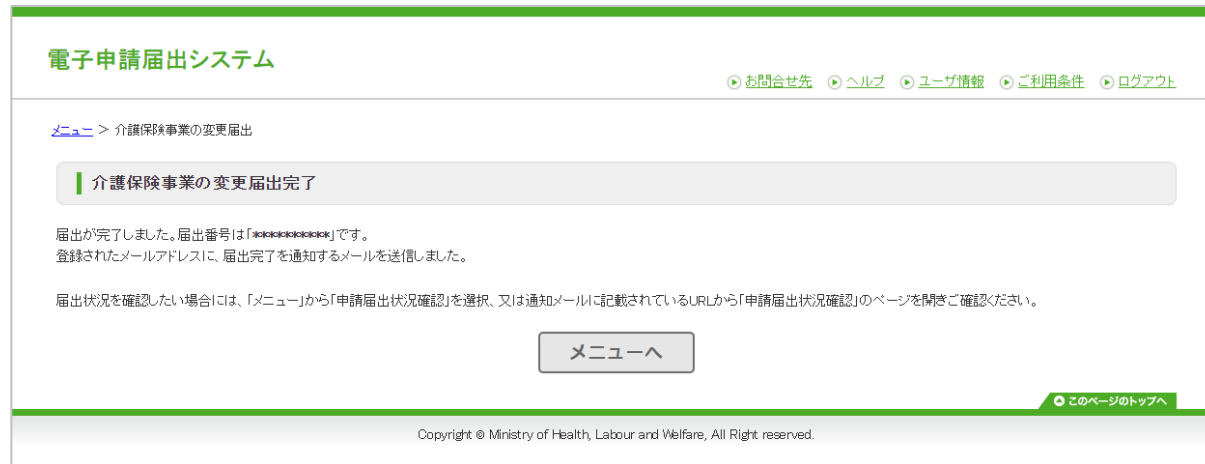 電子申請届出システム
お問合せ先 ヘルプ ユーザ情報 ご利用条件 ログアウト
メニュー > 介護保険事業の変更届出
介護保険事業の変更届出完了
届出が完了しました。届出番号は「**********」です。
登録されたメールアドレスに、届出完了を通知するメールを送信しました。
届出状況を確認したい場合には、「メニュー」から「申請届出状況確認」を選択、又は通知メールに記載されているURLから「申請届出状況確認」のページを開きご確認ください。
メニューへ
このページのトップへ
Copyright © Ministry of Health, Labour and Welfare, All Right reserved.